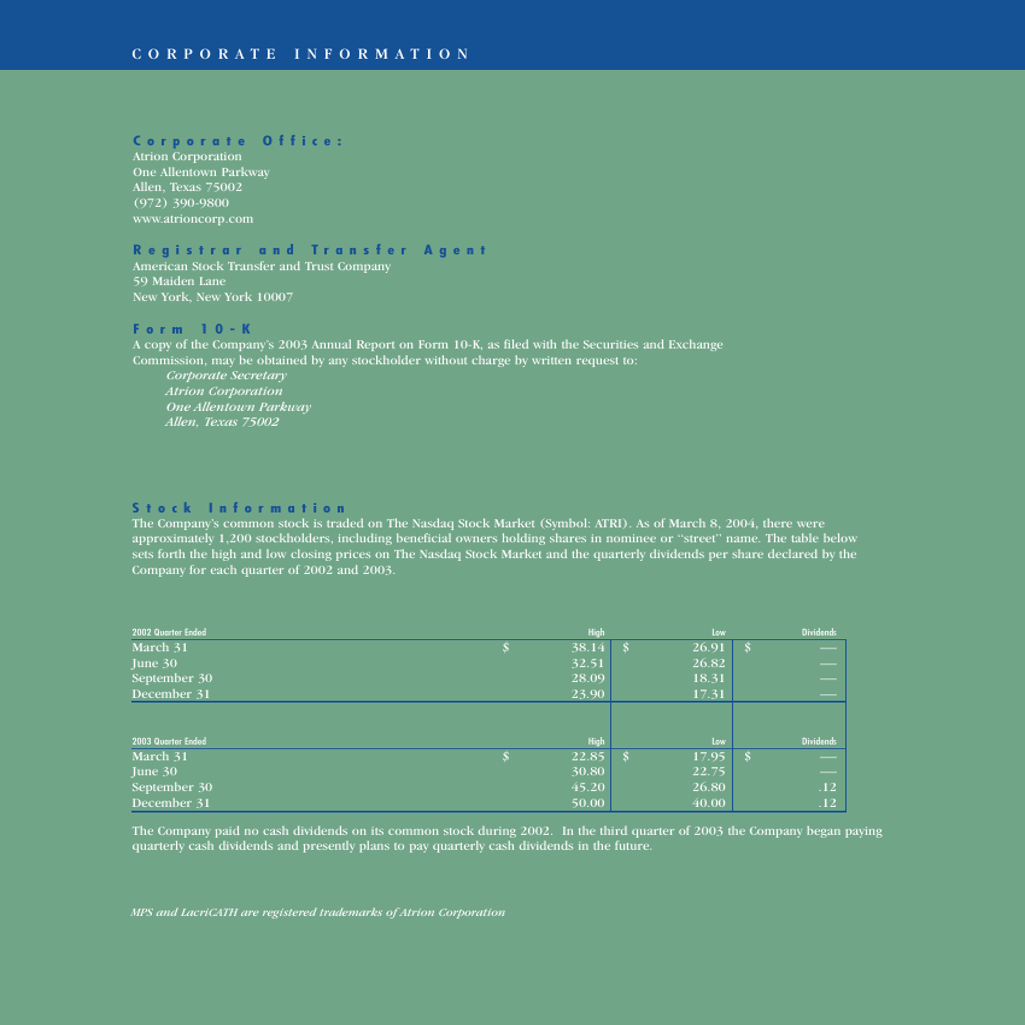 CORPORATE INFORMATION
Corporate Office:
Atrion Corporation
One Allentown Parkway
Allen, Texas 75002
(972) 390-9800
www.atrioncorp.com
Registrar and Transfer Agent
American Stock Transfer and Trust Company
59 Maiden Lane
New York, New York 10007
Form 10-K
A copy of the Company's 2003 Annual Report on Form 10-K, as filed with the Securities and Exchange
Commission, may be obtained by any stockholder without charge by written request to:
Corporate Secretary
Atrion Corporation
One Allentown Parkway
Allen, Texas 75002
Stock Information
The Company's common stock is traded on The Nasdaq Stock Market (Symbol: ATRI). As of March 8, 2004, there were
approximately 1,200 stockholders, including beneficial owners holding shares in nominee or "street" name. The table below
sets forth the high and low closing prices on The Nasdaq Stock Market and the quarterly dividends per share declared by the
Company for each quarter of 2002 and 2003.
2002 Quarter Ended High Low Dividends
March 31 $ 38.14 $ 26.91 $ —
June 30 32.51 26.82 —
September 30 28.09 18.31 —
December 31 23.90 17.31 —
2003 Quarter Ended High Low Dividends
March 31 $ 22.85 $ 17.95 $ —
June 30 30.80 22.75 —
September 30 45.20 26.80 .12
December 31 50.00 40.00 .12
The Company paid no cash dividends on its common stock during 2002. In the third quarter of 2003 the Company began paying
quarterly cash dividends and presently plans to pay quarterly cash dividends in the future.
MPS and LacriCATH are registered trademarks of Atrion Corporation